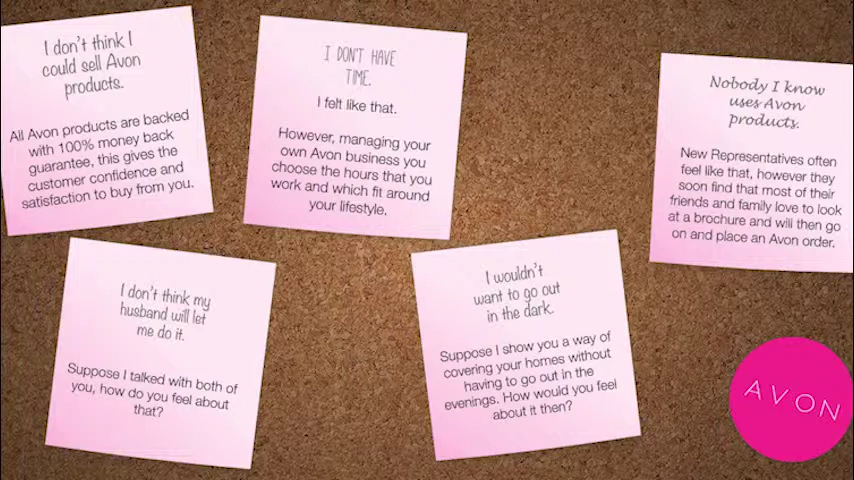 I don't think I
could sell Avon
products.
All Avon products are backed
with 100% money back
guarantee, this gives the
customer confidence and
satisfaction to buy from you.
I DON'T HAVE
TIME.
I felt like that.
However, managing your
own Avon business you
choose the hours that you
work and which fit around
your lifestyle.
Nobody I know
uses Avon
products.
New Representatives often
feel like that, however they
soon find that most of their
friends and family love to look
at a brochure and will then go
on and place an Avon order.
I don't think my
husband will let
me do it.
Suppose I talked with both of
you, how do you feel about
that?
I wouldn't
want to go out
in the dark.
Suppose I show you a way of
covering your homes without
having to go out in the
evenings. How would you feel
about it then?
AVON